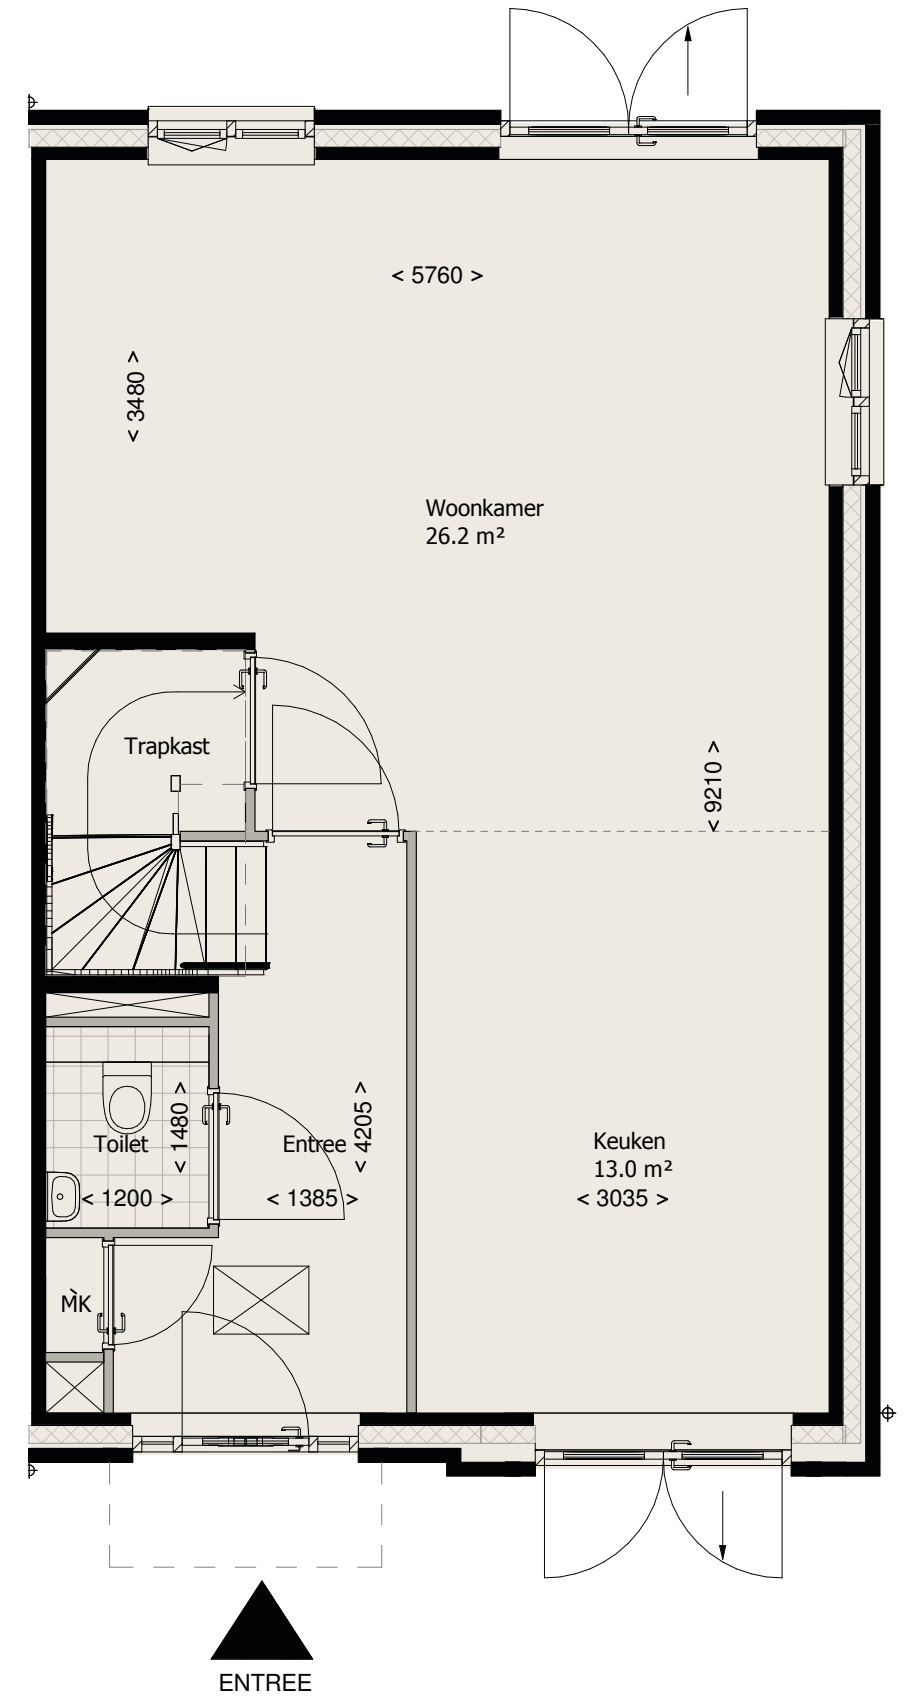 < 5760 >
< 3480 >
Woonkamer
26.2 m²
Trapkast
< 9210 >
Toilet
< 1480 >
< 1200 >
Entree
< 4205 >
< 1385 >
Keuken
13.0 m²
< 3035 >
MK
ENTREE